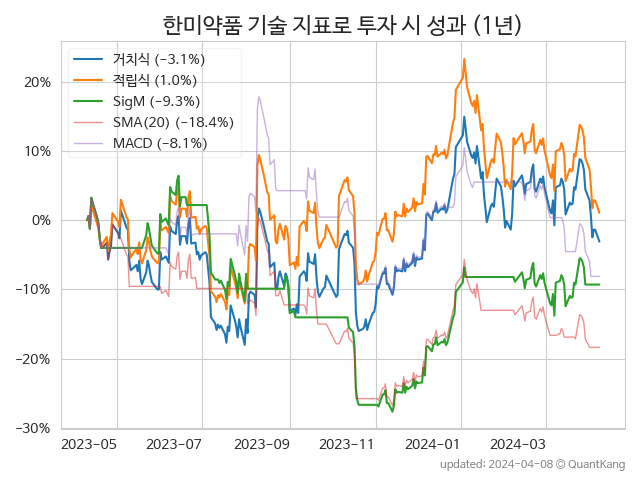 한미약품 기술 지표로 투자 시 성과 (1년)
거치식 (−3.1%)
적립식 (1.0%)
SigM (−9.3%)
SMA(20) (−18.4%)
MACD (−8.1%)
20%
10%
0%
−10%
−20%
−30%
2023-05 2023-07 2023-09 2023-11 2024-01 2024-03
updated: 2024-04-08 © QuantKang